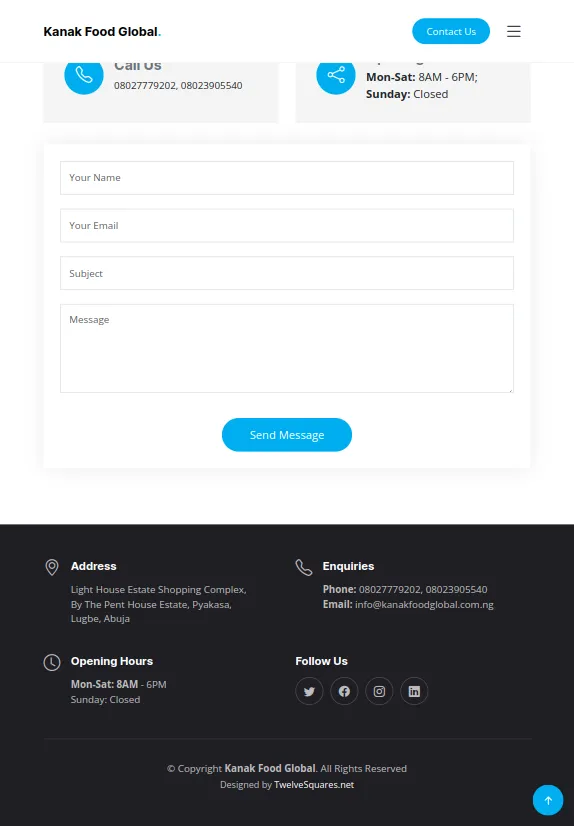 Kanak Food Global.
Contact Us
Call Us
08027779202, 08023905540
Mon-Sat: 8AM - 6PM;
Sunday: Closed
Your Name
Your Email
Subject
Message
Send Message
Address
Light House Estate Shopping Complex,
By The Pent House Estate, Pyakasa,
Lugbe, Abuja
Enquiries
Phone: 08027779202, 08023905540
Email: info@kanakfoodglobal.com.ng
Opening Hours
Mon-Sat: 8AM - 6PM
Sunday: Closed
Follow Us
© Copyright Kanak Food Global. All Rights Reserved
Designed by TwelveSquares.net